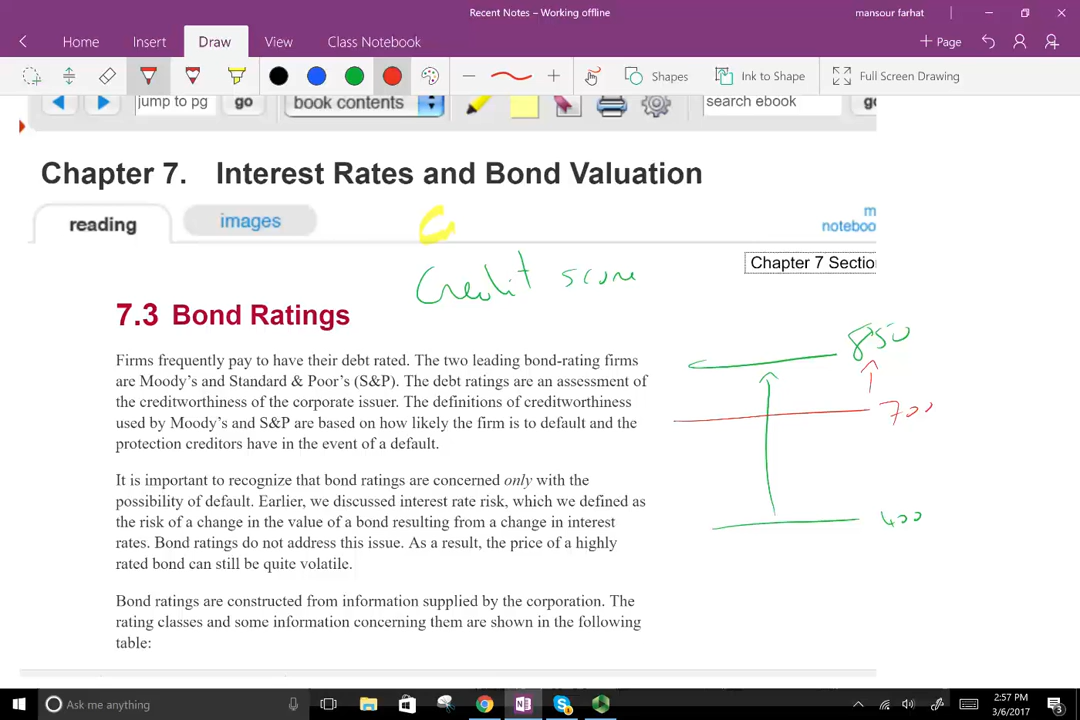 Recent Notes – Working offline
mansour farhat
Home Insert Draw View Class Notebook
Page
Shapes Ink to Shape Full Screen Drawing
jump to pg go book contents search ebook go
Chapter 7. Interest Rates and Bond Valuation
reading images
m
noteboo
Chapter 7 Sectio
Credit score
7.3 Bond Ratings
850
Firms frequently pay to have their debt rated. The two leading bond-rating firms
are Moody's and Standard & Poor's (S&P). The debt ratings are an assessment of
the creditworthiness of the corporate issuer. The definitions of creditworthiness
700
used by Moody's and S&P are based on how likely the firm is to default and the
protection creditors have in the event of a default.
It is important to recognize that bond ratings are concerned only with the
possibility of default. Earlier, we discussed interest rate risk, which we defined as
the risk of a change in the value of a bond resulting from a change in interest
400
rates. Bond ratings do not address this issue. As a result, the price of a highly
rated bond can still be quite volatile.
Bond ratings are constructed from information supplied by the corporation. The
rating classes and some information concerning them are shown in the following
table:
Ask me anything
2:57 PM
3/6/2017
3